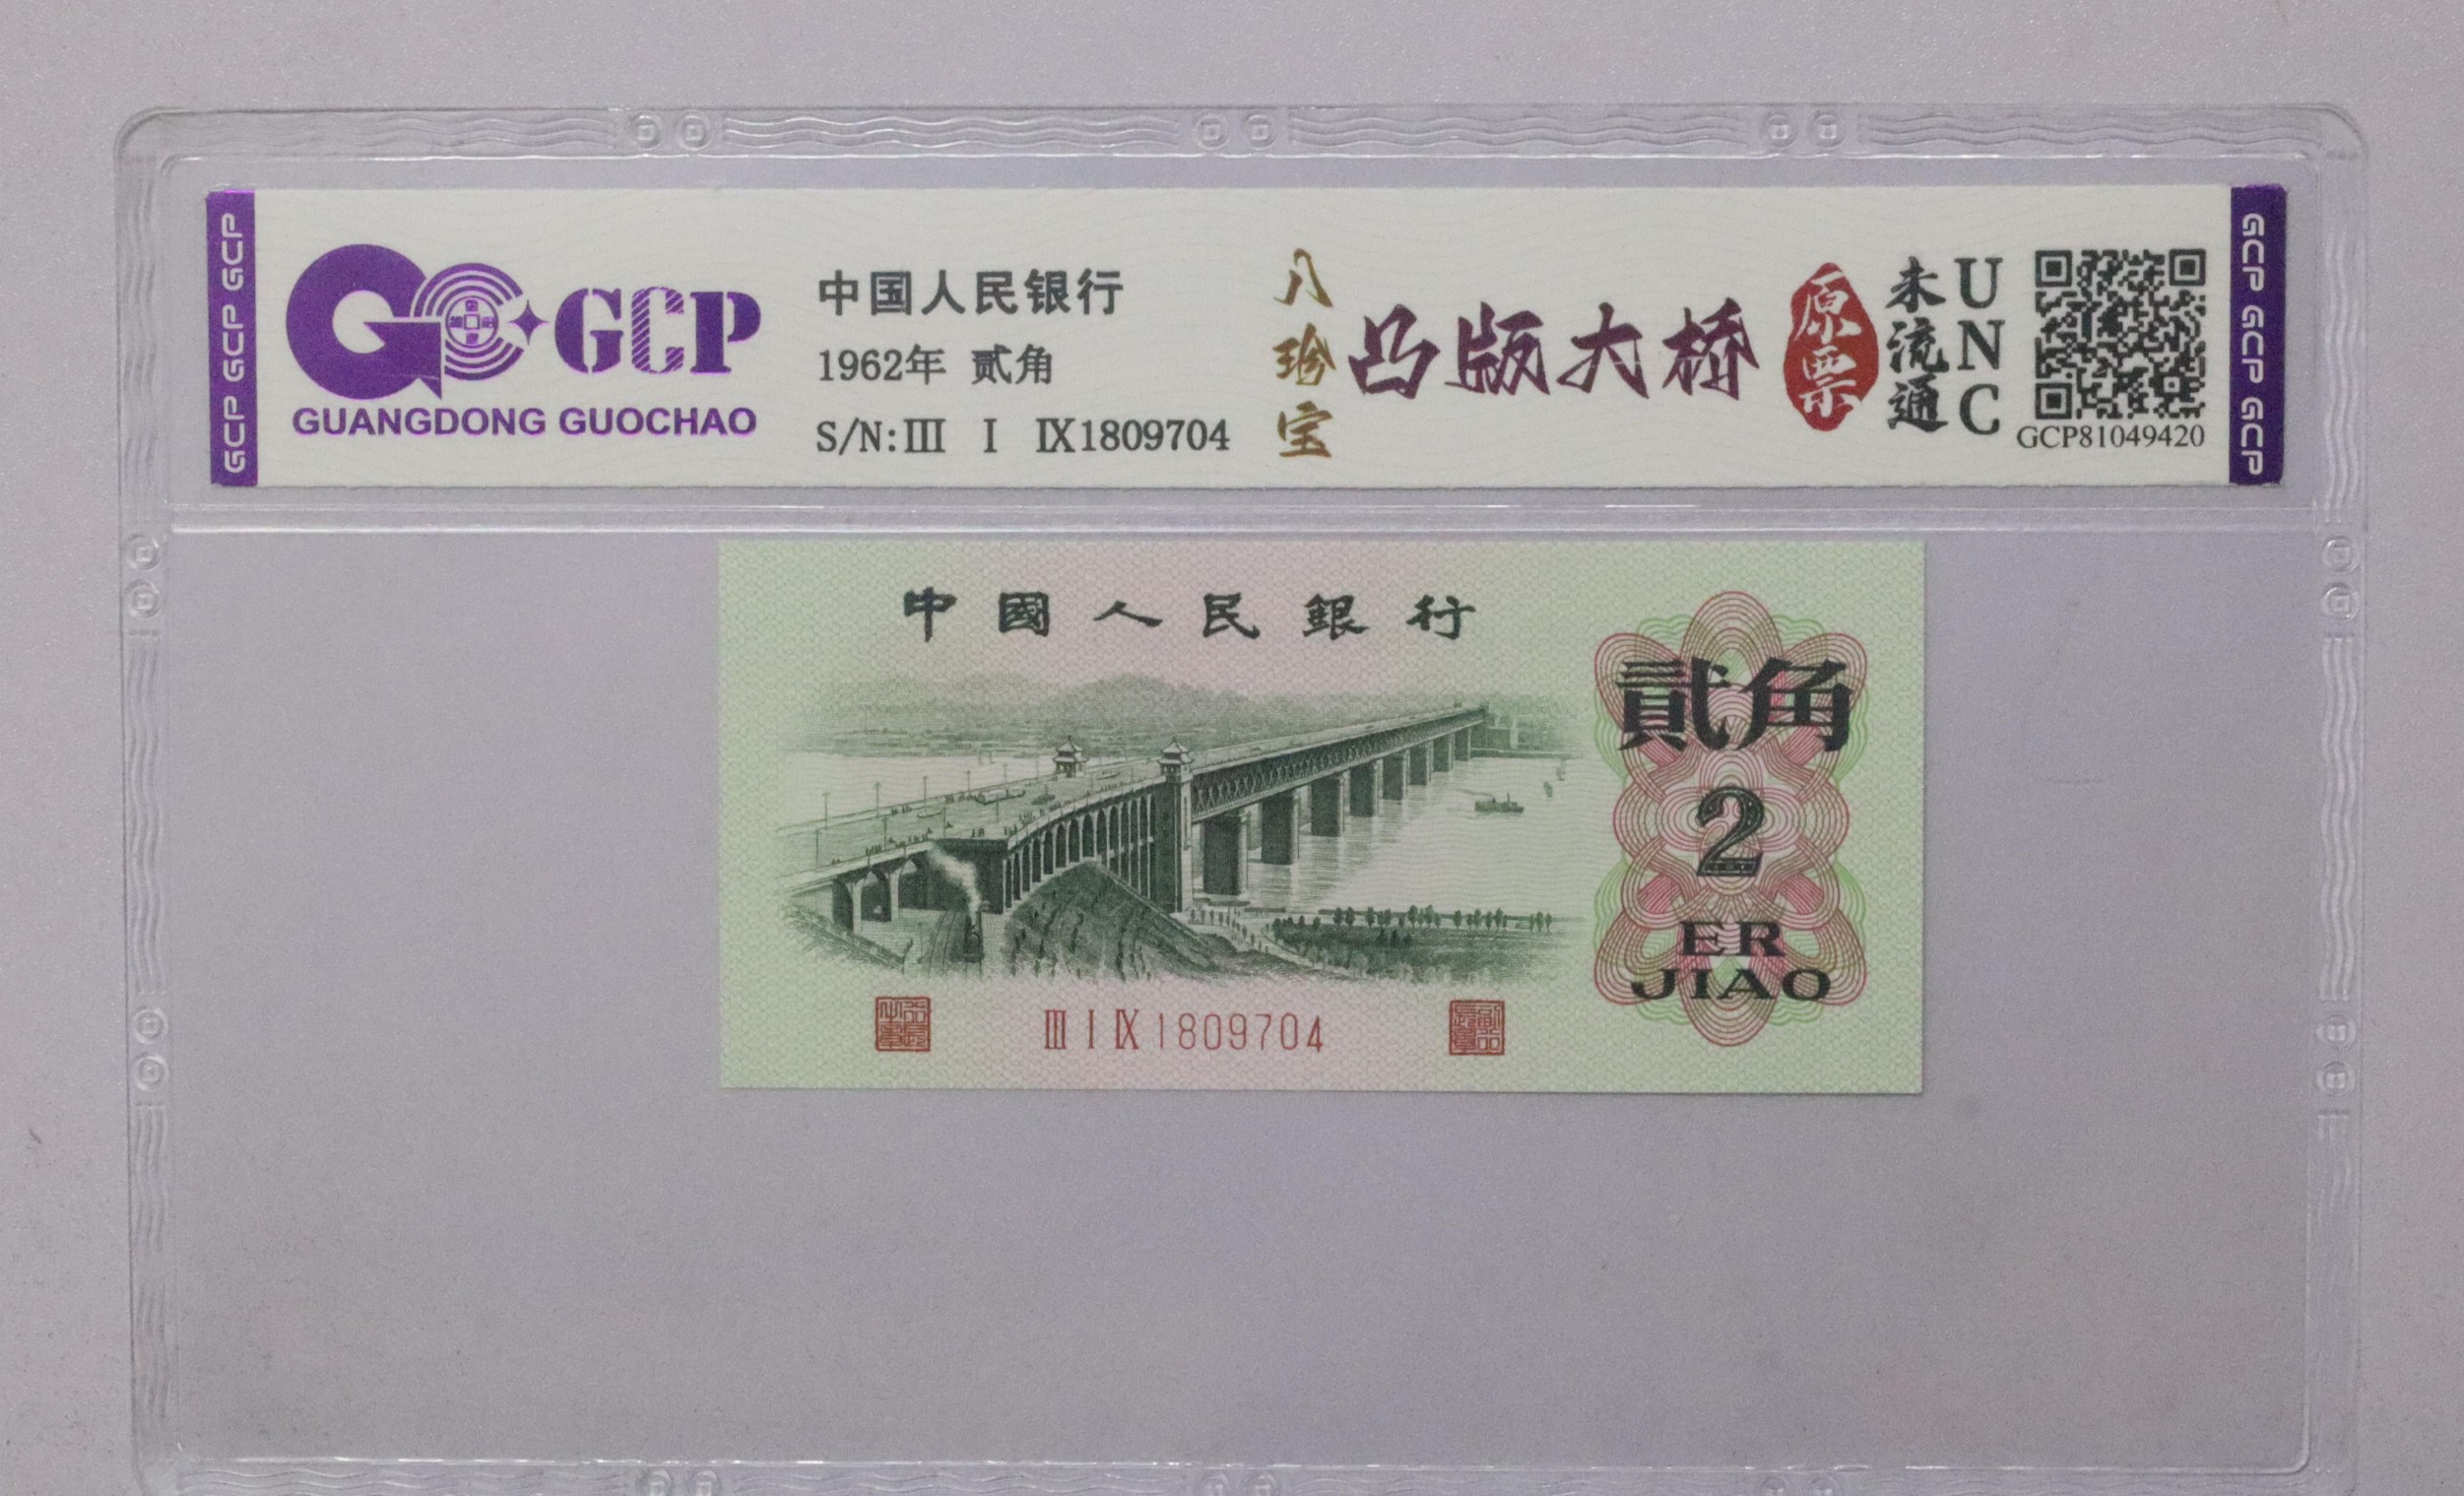 GCP GCP GCP
GCP
GUANGDONG GUOCHAO
中国人民银行
1962年 贰角
S/N:Ⅲ Ⅰ Ⅸ1809704
八珍宝
凸版大桥
原票
未流通
UNC
GCP81049420
GCP GCP GCP
中國人民銀行
貳角
2
ER
JIAO
Ⅲ Ⅰ Ⅸ 1809704